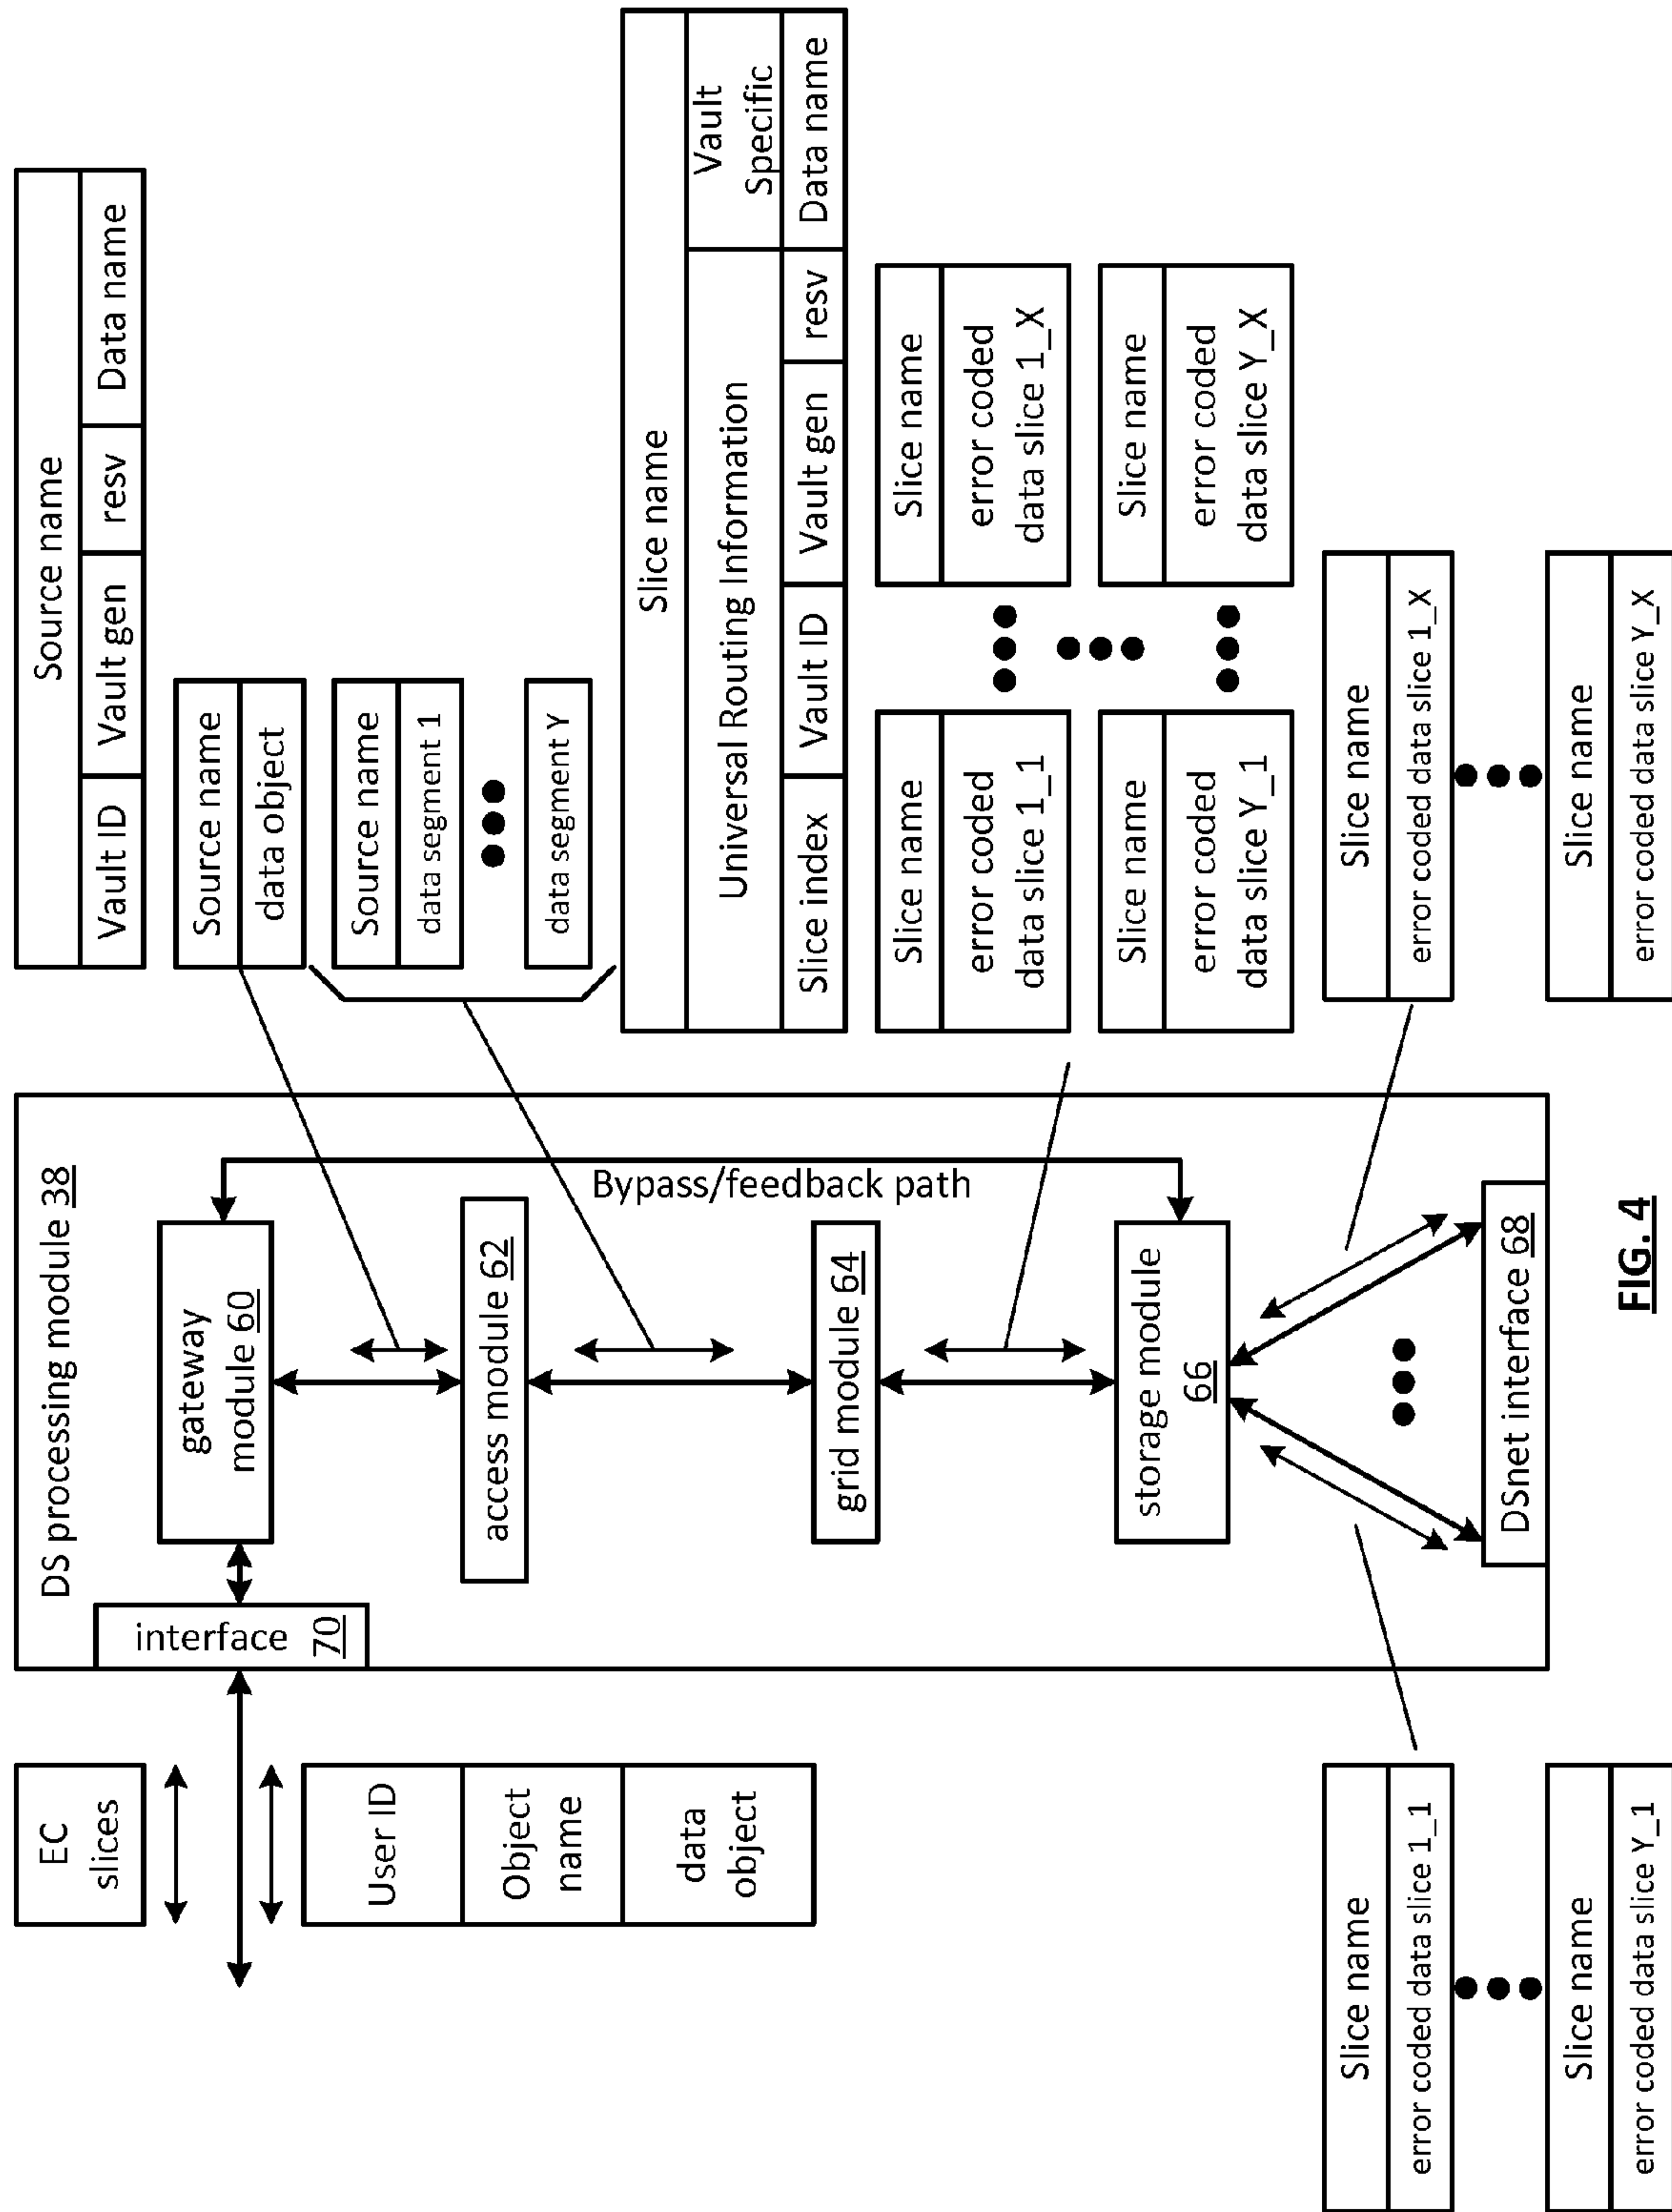 EC
slices
User ID
Object
name
data
object
DS processing module 38
interface 70
gateway
module 60
access module 62
Bypass/feedback path
grid module 64
storage module
66
DSnet interface 68
Source name
Vault ID
Vault gen
resv
Data name
Source name
data object
Source name
data segment 1
data segment Y
Slice name
Universal Routing Information
Vault
Specific
Slice index
Vault ID
Vault gen
resv
Data name
Slice name
error coded
data slice 1_1
Slice name
error coded
data slice 1_X
Slice name
error coded
data slice Y_1
Slice name
error coded
data slice Y_X
Slice name
error coded data slice 1_1
Slice name
error coded data slice Y_1
Slice name
error coded data slice 1_X
Slice name
error coded data slice Y_X
FIG. 4